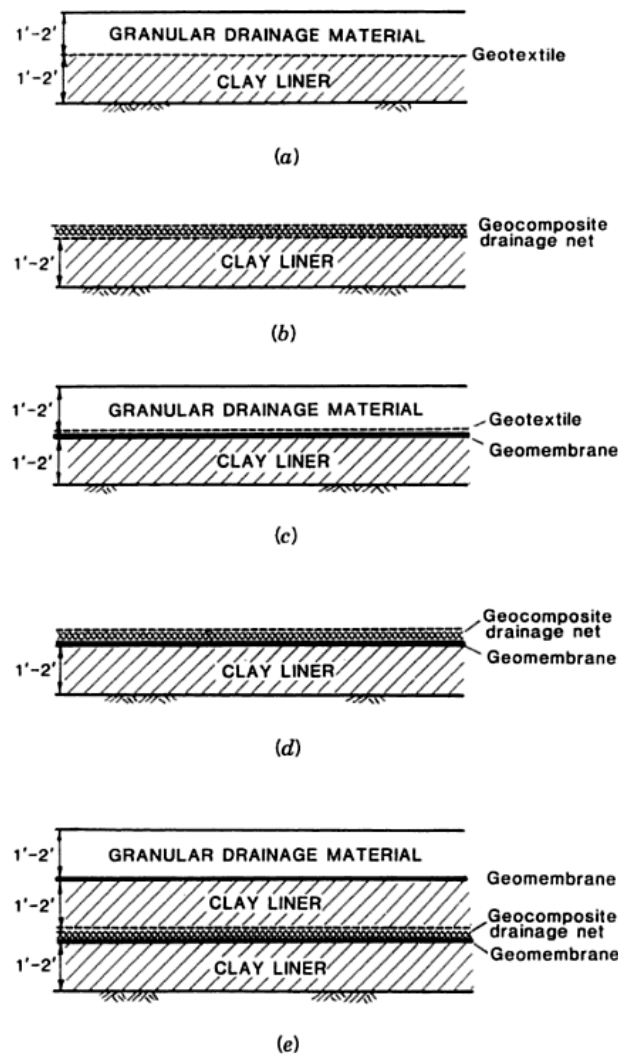 1'-2' GRANULAR DRAINAGE MATERIAL
Geotextile
1'-2' CLAY LINER
(a)
Geocomposite
drainage net
1'-2' CLAY LINER
(b)
1'-2' GRANULAR DRAINAGE MATERIAL
Geotextile
Geomembrane
1'-2' CLAY LINER
(c)
Geocomposite
drainage net
Geomembrane
1'-2' CLAY LINER
(d)
1'-2' GRANULAR DRAINAGE MATERIAL
Geomembrane
1'-2' CLAY LINER
Geocomposite
drainage net
Geomembrane
1'-2' CLAY LINER
(e)